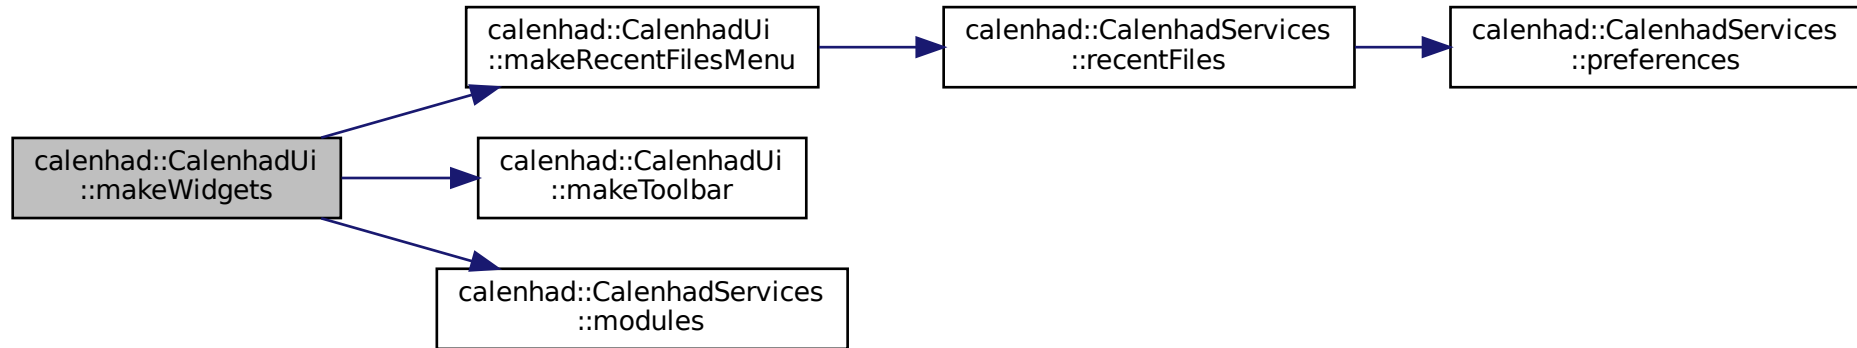 calenhad::CalenhadUi
::makeWidgets
calenhad::CalenhadUi
::makeRecentFilesMenu
calenhad::CalenhadServices
::recentFiles
calenhad::CalenhadServices
::preferences
calenhad::CalenhadUi
::makeToolbar
calenhad::CalenhadServices
::modules